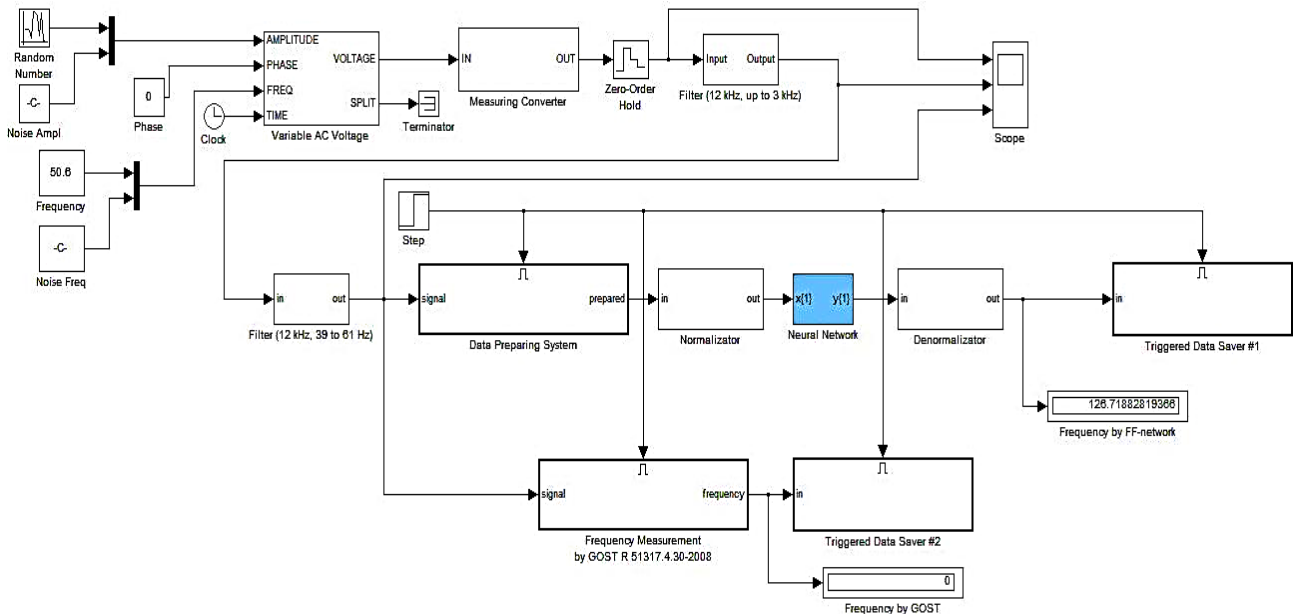 Random
Number
-C-
Noise Ampl
0
Phase
Clock
50.6
Frequency
-C-
Noise Freq
AMPLITUDE
PHASE
FREQ
TIME
VOLTAGE
SPLIT
Variable AC Voltage
Terminator
IN
OUT
Measuring Converter
Zero-Order
Hold
Input
Output
Filter (12 kHz, up to 3 kHz)
Scope
Step
in
out
Filter (12 kHz, 39 to 61 Hz)
signal
prepared
Data Preparing System
in
out
Normalizator
x{1}
y{1}
Neural Network
in
out
Denormalizator
in
Triggered Data Saver #1
126.71882819366
Frequency by FF-network
signal
frequency
Frequency Measurement
by GOST R 51317.4.30-2008
in
Triggered Data Saver #2
0
Frequency by GOST